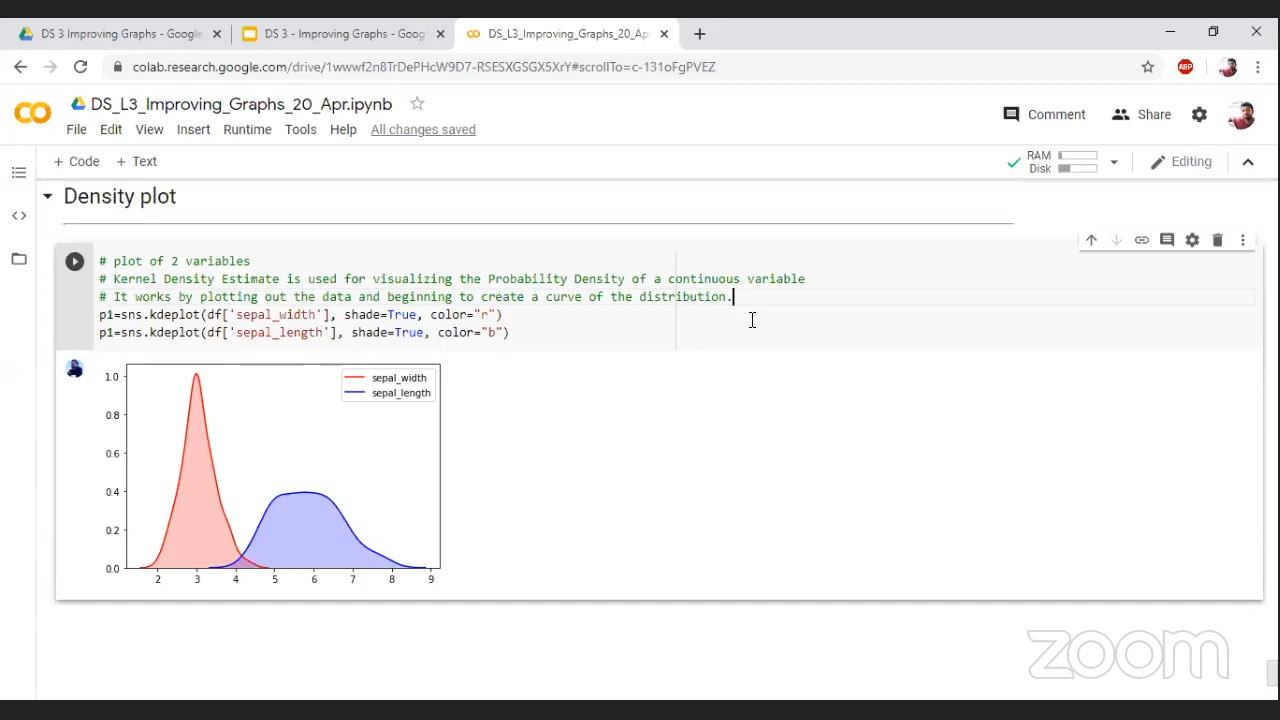 DS 3 Improving Graphs - Google
DS 3 - Improving Graphs - Goog
DS_L3_Improving_Graphs_20_Ap
colab.research.google.com/drive/1wwwf2n8TrDePHcW9D7-RSESXGSGX5XrY#scrollTo=c-131oFgPVEZ
ABP
CO
DS_L3_Improving_Graphs_20_Apr.ipynb
Comment
Share
File Edit View Insert Runtime Tools Help All changes saved
+ Code + Text
RAM
Disk
Editing
Density plot
# plot of 2 variables
# Kernel Density Estimate is used for visualizing the Probability Density of a continuous variable
# It works by plotting out the data and beginning to create a curve of the distribution.
p1=sns.kdeplot(df['sepal_width'], shade=True, color="r")
p1=sns.kdeplot(df['sepal_length'], shade=True, color="b")
sepal_width
sepal_length
1.0
0.8
0.6
0.4
0.2
0.0
2 3 4 5 6 7 8 9
zoom